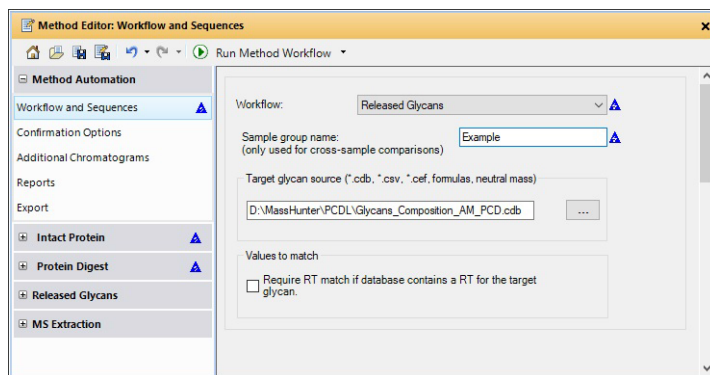 Method Editor: Workflow and Sequences
Run Method Workflow
Method Automation
Workflow and Sequences
Confirmation Options
Additional Chromatograms
Reports
Export
Intact Protein
Protein Digest
Released Glycans
MS Extraction
Workflow:
Released Glycans
Sample group name:
(only used for cross-sample comparisons)
Example
Target glycan source (*.cdb, *.csv, *.cef, formulas, neutral mass)
D:\MassHunter\PCDL\Glycans_Composition_AM_PCD.cdb
...
Values to match
Require RT match if database contains a RT for the target
glycan.